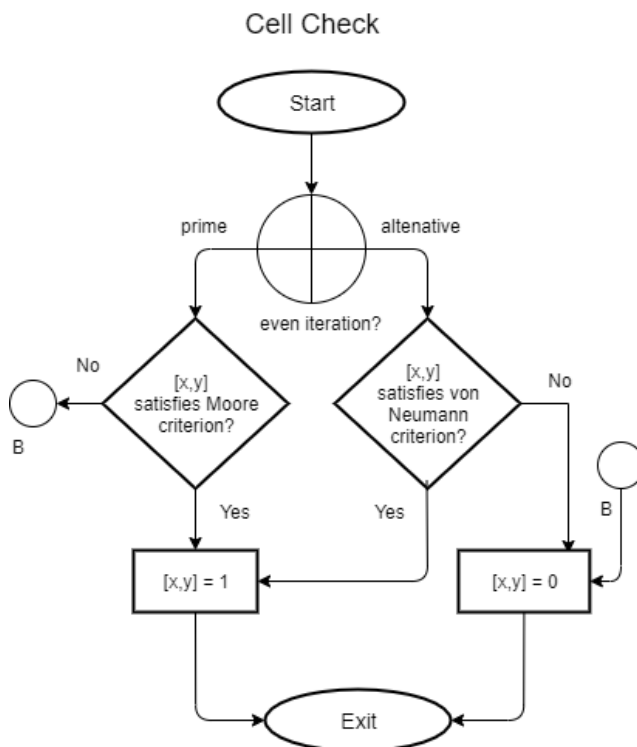 Cell Check
Start
prime
altenative
even iteration?
[x,y]
satisfies Moore
criterion?
[x,y]
satisfies von
Neumann
criterion?
No
No
B
B
Yes
Yes
[x,y] = 1
[x,y] = 0
Exit